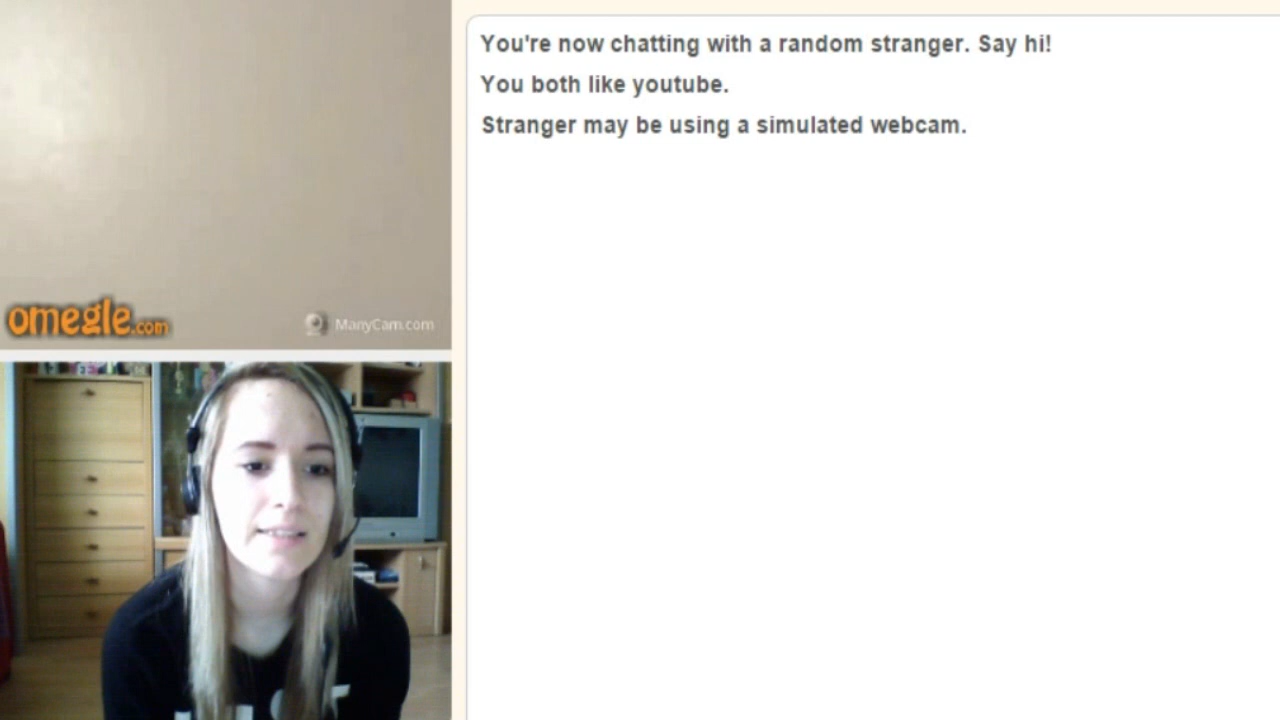 You're now chatting with a random stranger. Say hi!
You both like youtube.
Stranger may be using a simulated webcam.
omegle.com
ManyCam.com